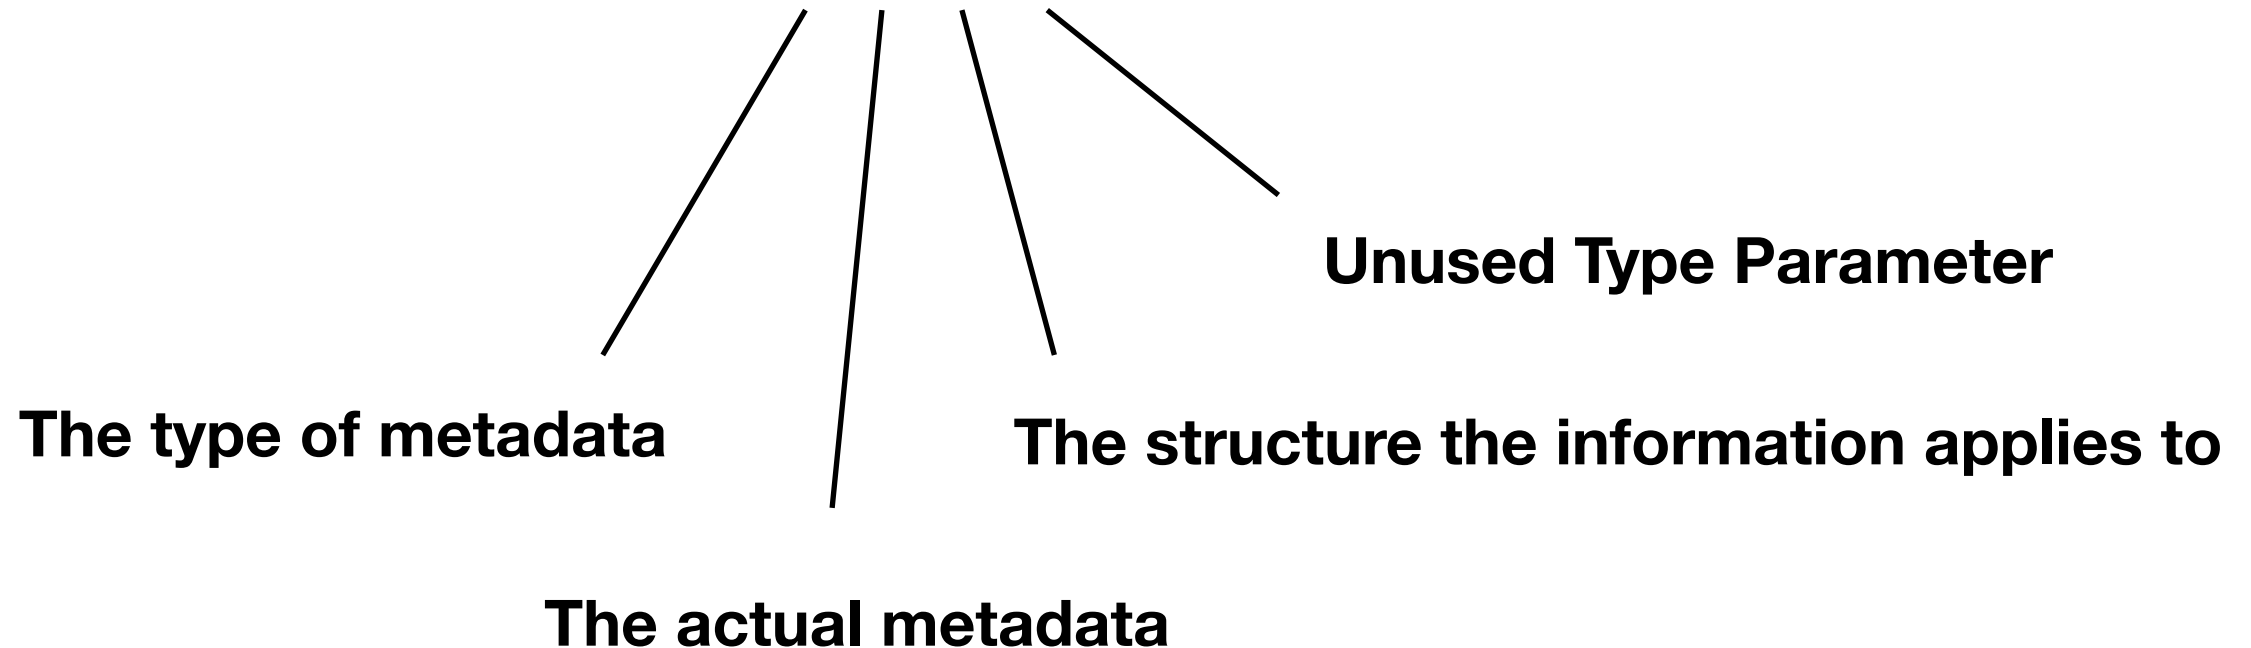 Unused Type Parameter
The type of metadata
The structure the information applies to
The actual metadata